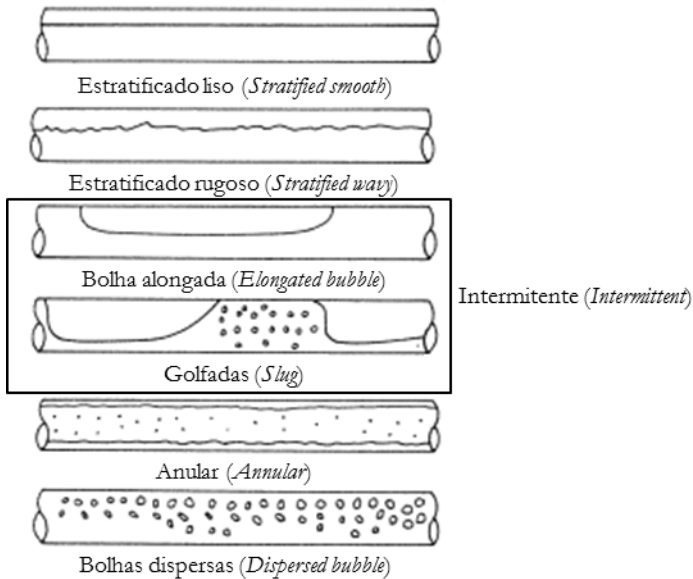 Estratificado liso (Stratified smooth)
Estratificado rugoso (Stratified wavy)
Bolha alongada (Elongated bubble)
Intermitente (Intermittent)
Golfadas (Slug)
Anular (Annular)
Bolhas dispersas (Dispersed bubble)